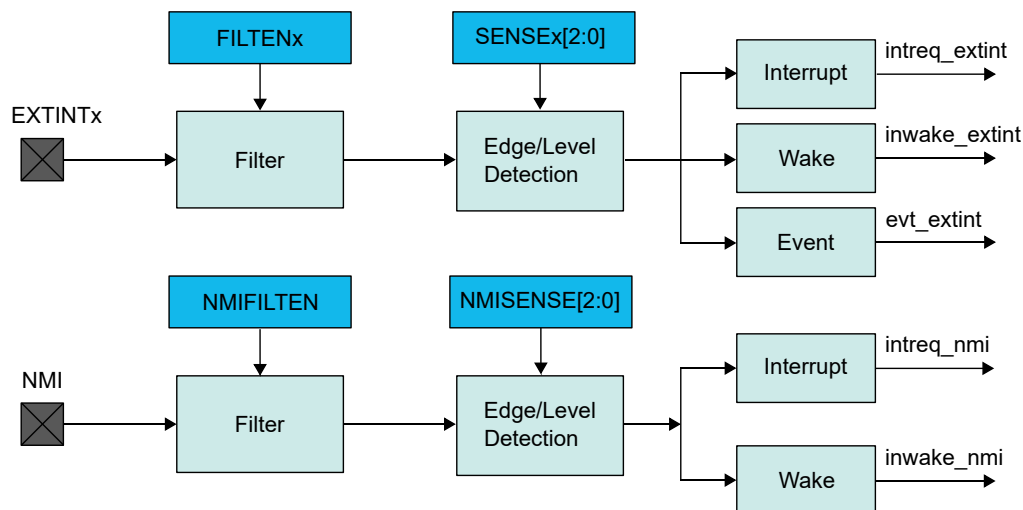 FILTENx
SENSEx[2:0]
EXTINTx
Filter
Edge/Level
Detection
Interrupt
intreq_extint
Wake
inwake_extint
Event
evt_extint
NMIFILTEN
NMISENSE[2:0]
NMI
Filter
Edge/Level
Detection
Interrupt
intreq_nmi
Wake
inwake_nmi